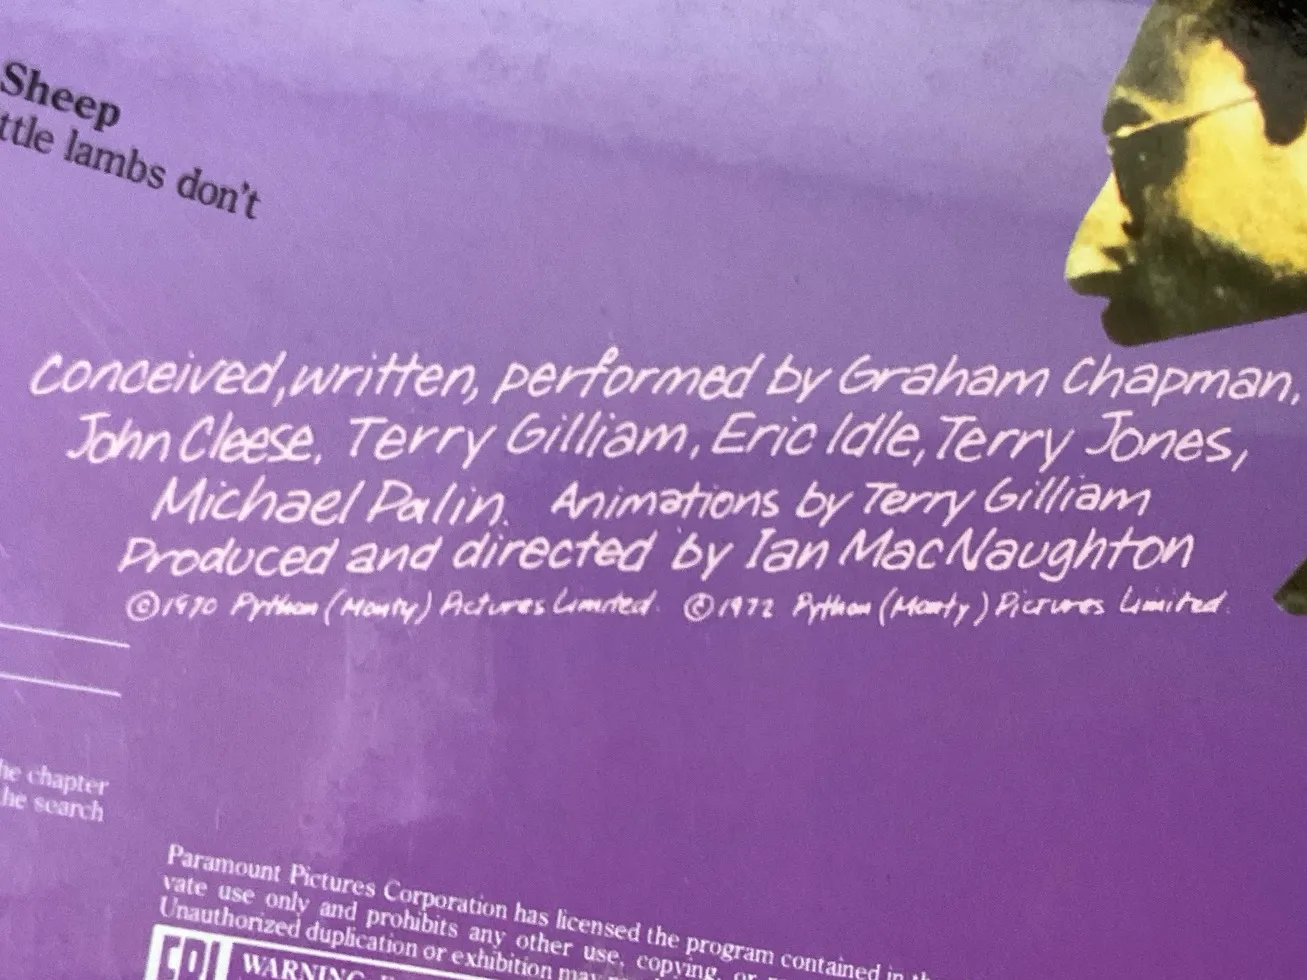 Sheep
ttle lambs don't
Conceived, written, performed by Graham Chapman,
John Cleese, Terry Gilliam, Eric Idle, Terry Jones,
Michael Palin. Animations by Terry Gilliam
Produced and directed by Ian MacNaughton
©1970 Python (Monty) Pictures Limited. ©1972 Python (Monty) Pictures Limited.
he chapter
he search
Paramount Pictures Corporation has licensed the program contained in th
vate use only and prohibits any other use, copying, or
Unauthorized duplication or exhibition may
WARNING